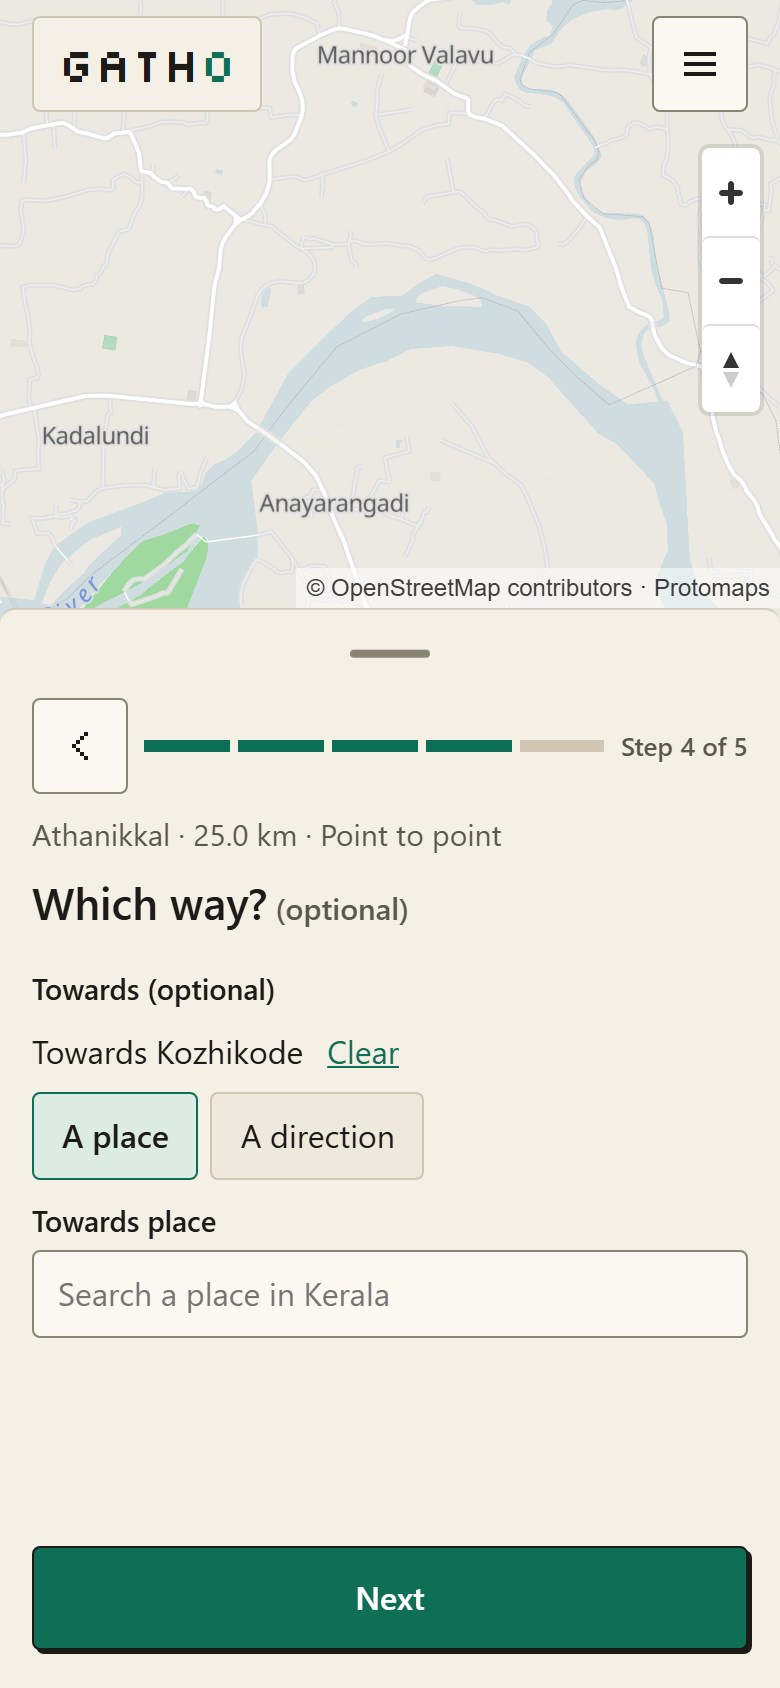 GATHO
Mannoor Valavu
Kadalundi
Anayarangadi
iver
© OpenStreetMap contributors · Protomaps
Step 4 of 5
Athanikkal · 25.0 km · Point to point
Which way? (optional)
Towards (optional)
Towards Kozhikode Clear
A place A direction
Towards place
Search a place in Kerala
Next